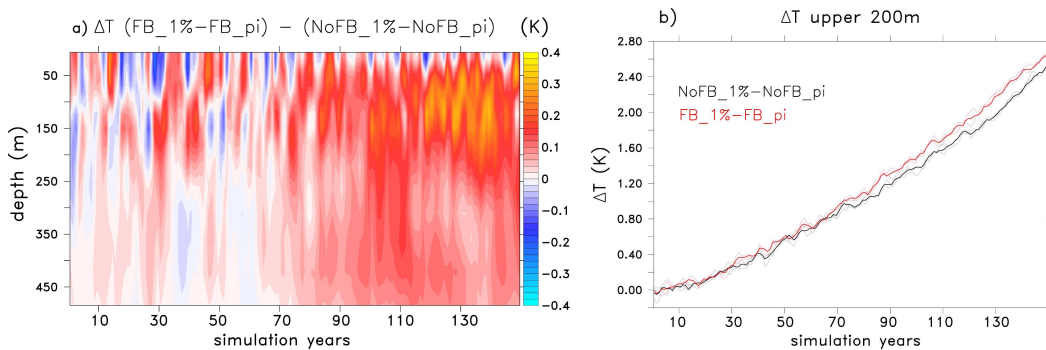 a) ΔT (FB_1%−FB_pi) − (NoFB_1%−NoFB_pi) (K)
50
150
250
350
450
depth (m)
10 30 50 70 90 110 130
simulation years
0.4
0.3
0.2
0.1
0
−0.1
−0.2
−0.3
−0.4
b) ΔT upper 200m
2.80
2.40
2.00
1.60
1.20
0.80
0.40
0.00
ΔT (K)
NoFB_1%−NoFB_pi
FB_1%−FB_pi
10 30 50 70 90 110 130
simulation years